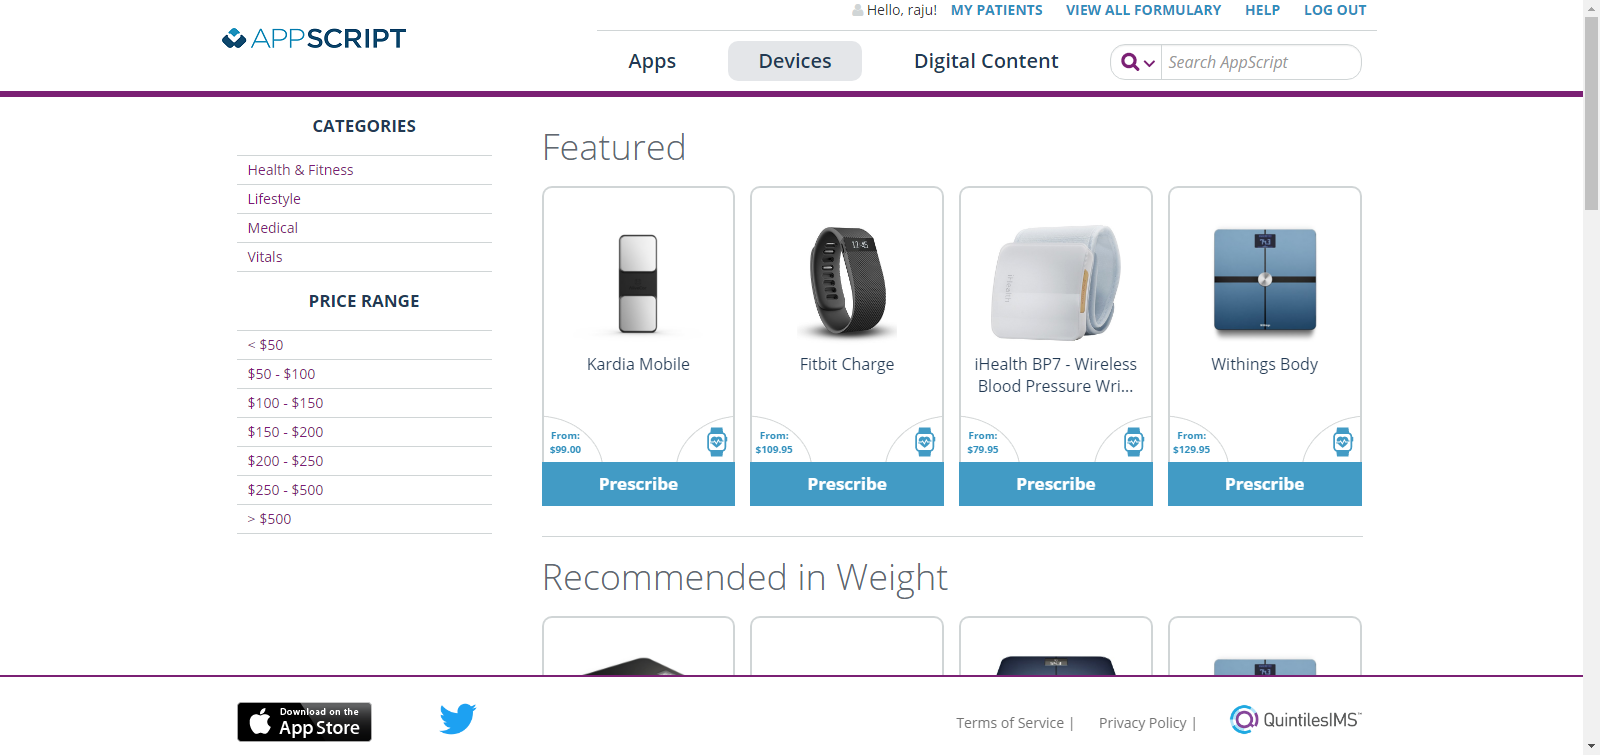 Hello, raju! MY PATIENTS VIEW ALL FORMULARY HELP LOG OUT
APPSCRIPT
Apps Devices Digital Content Search AppScript
CATEGORIES
Health & Fitness
Lifestyle
Medical
Vitals
PRICE RANGE
< $50
$50 - $100
$100 - $150
$150 - $200
$200 - $250
$250 - $500
> $500
Featured
12:45
iHealth
Kardia Mobile
Fitbit Charge
iHealth BP7 - Wireless
Blood Pressure Wri...
Withings Body
From:
$99.00
From:
$109.95
From:
$79.95
From:
$129.95
Prescribe Prescribe Prescribe Prescribe
Recommended in Weight
Download on the
App Store
Terms of Service | Privacy Policy |
QuintilesIMS™